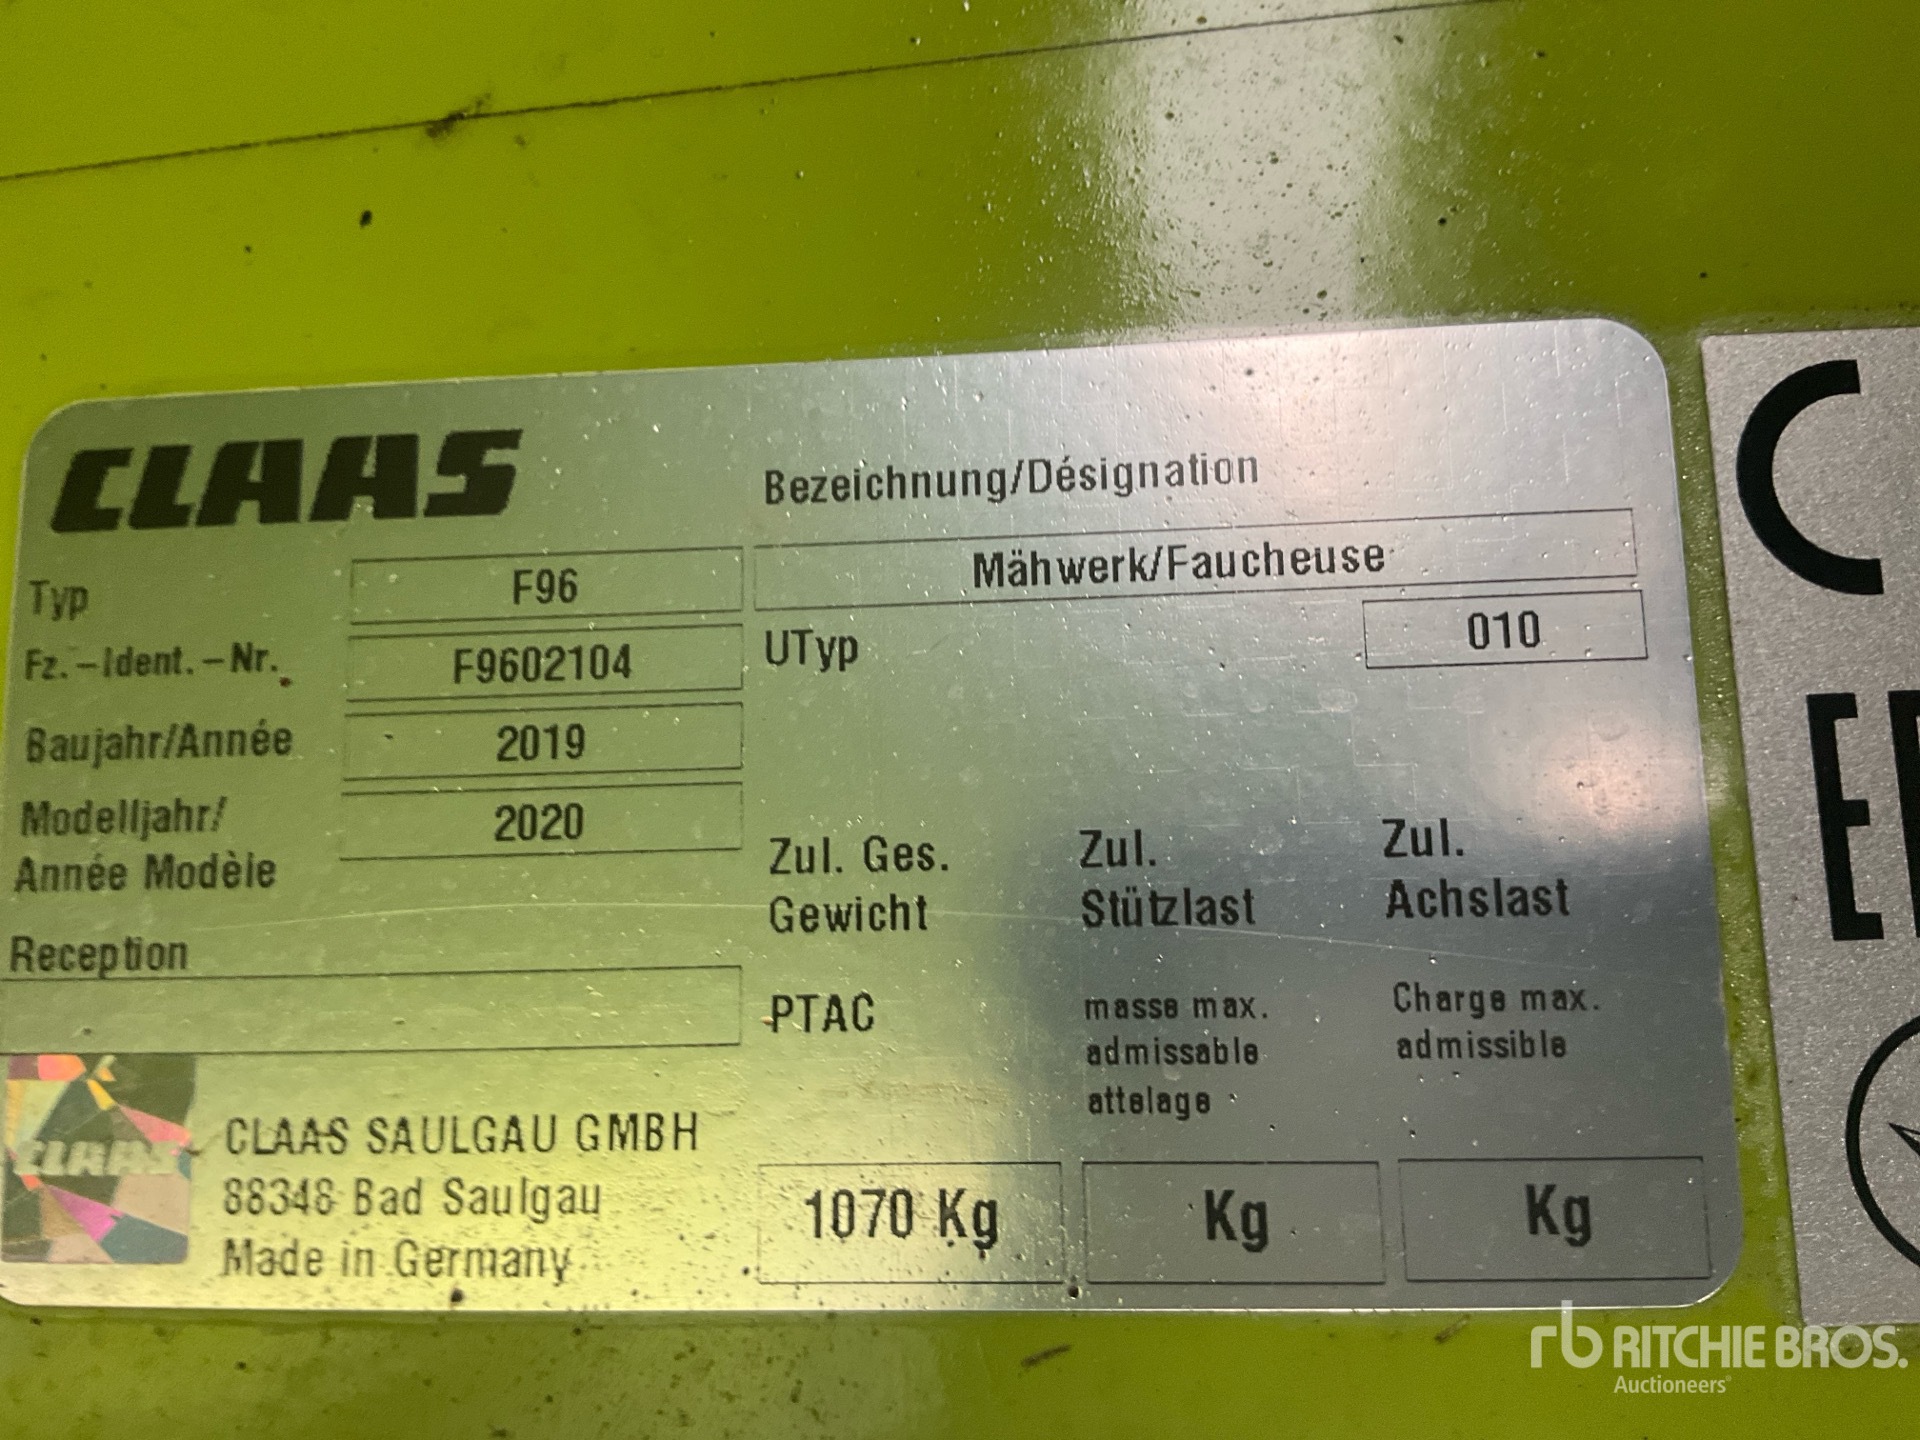 CLAAS
Bezeichnung/Désignation
Mähwerk/Faucheuse
Typ F96
UTyp 010
Fz.-Ident.-Nr. F9602104
Baujahr/Année 2019
Modelljahr/ 2020
Année Modèle
Reception
Zul. Ges. Gewicht
PTAC
1070 Kg
Zul. Stützlast
masse max.
admissable
attelage
Kg
Zul. Achslast
Charge max.
admissible
Kg
CLAAS
CLAAS SAULGAU GMBH
88348 Bad Saulgau
Made in Germany
C
E
rb RITCHIE BROS.
Auctioneers